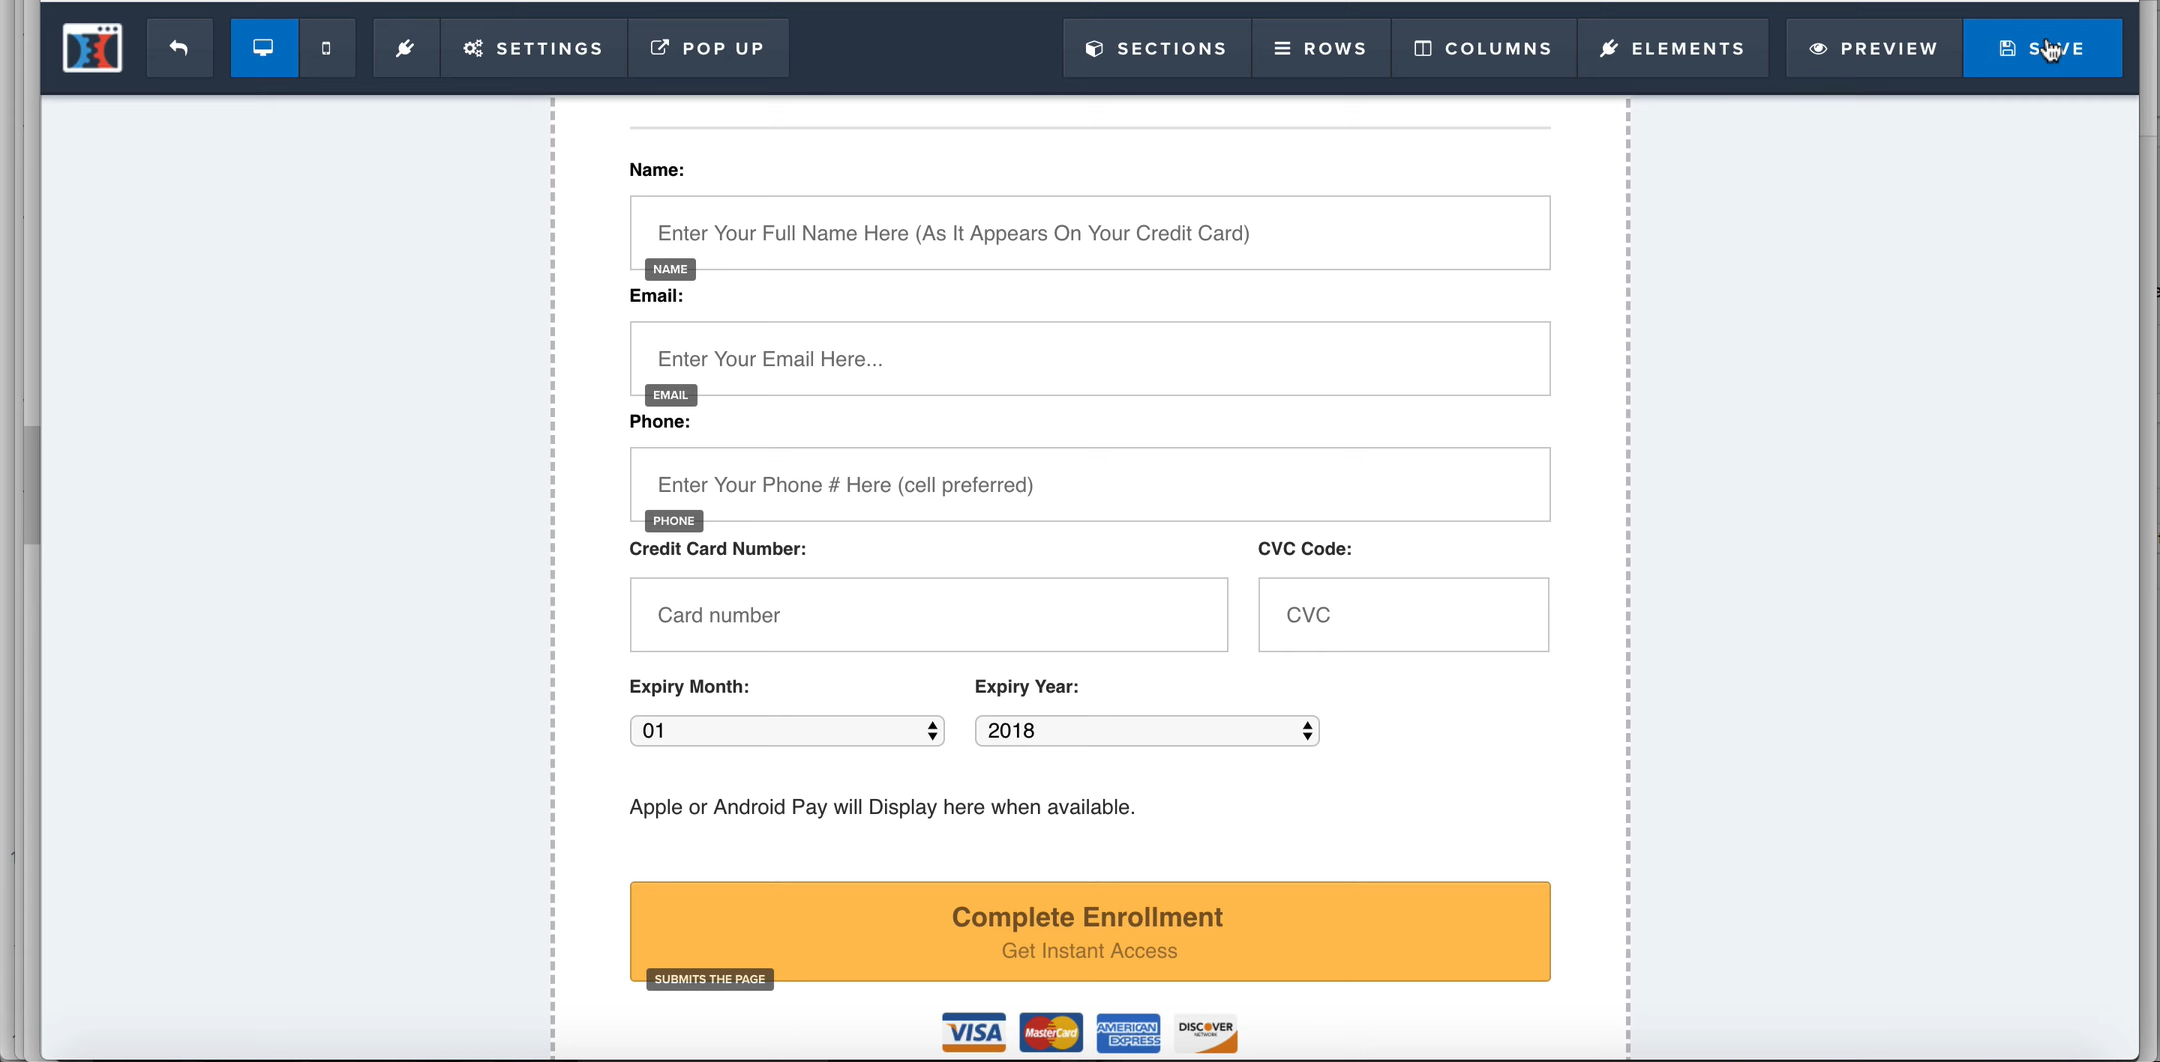 SETTINGS POP UP SECTIONS ROWS COLUMNS ELEMENTS PREVIEW
Name:
Enter Your Full Name Here (As It Appears On Your Credit Card)
NAME
Email:
Enter Your Email Here...
EMAIL
Phone:
Enter Your Phone # Here (cell preferred)
PHONE
Credit Card Number: CVC Code:
Card number CVC
Expiry Month: Expiry Year:
01 2018
Apple or Android Pay will Display here when available.
Complete Enrollment
Get Instant Access
SUBMITS THE PAGE
VISA MasterCard AMERICAN EXPRESS DISCOVER NETWORK